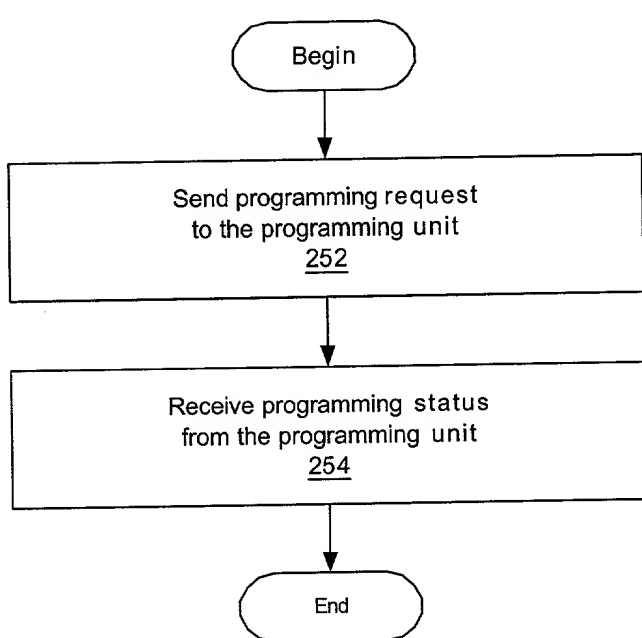 Begin
Send programming request
to the programming unit
252
Receive programming status
from the programming unit
254
End